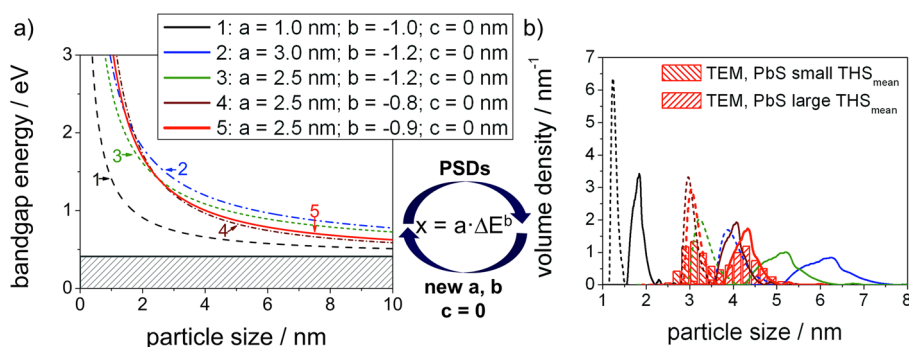 a)
1: a = 1.0 nm; b = -1.0; c = 0 nm
2: a = 3.0 nm; b = -1.2; c = 0 nm
3: a = 2.5 nm; b = -1.2; c = 0 nm
4: a = 2.5 nm; b = -0.8; c = 0 nm
5: a = 2.5 nm; b = -0.9; c = 0 nm
bandgap energy / eV
3
2
1
0
1
2
3
4
5
0 2 4 6 8 10
particle size / nm
PSDs
x = a·ΔEᵇ
new a, b
c = 0
b)
TEM, PbS small THSmean
TEM, PbS large THSmean
volume density / nm⁻¹
7
6
5
4
3
2
1
0
1 2 3 4 5 6 7 8
particle size / nm